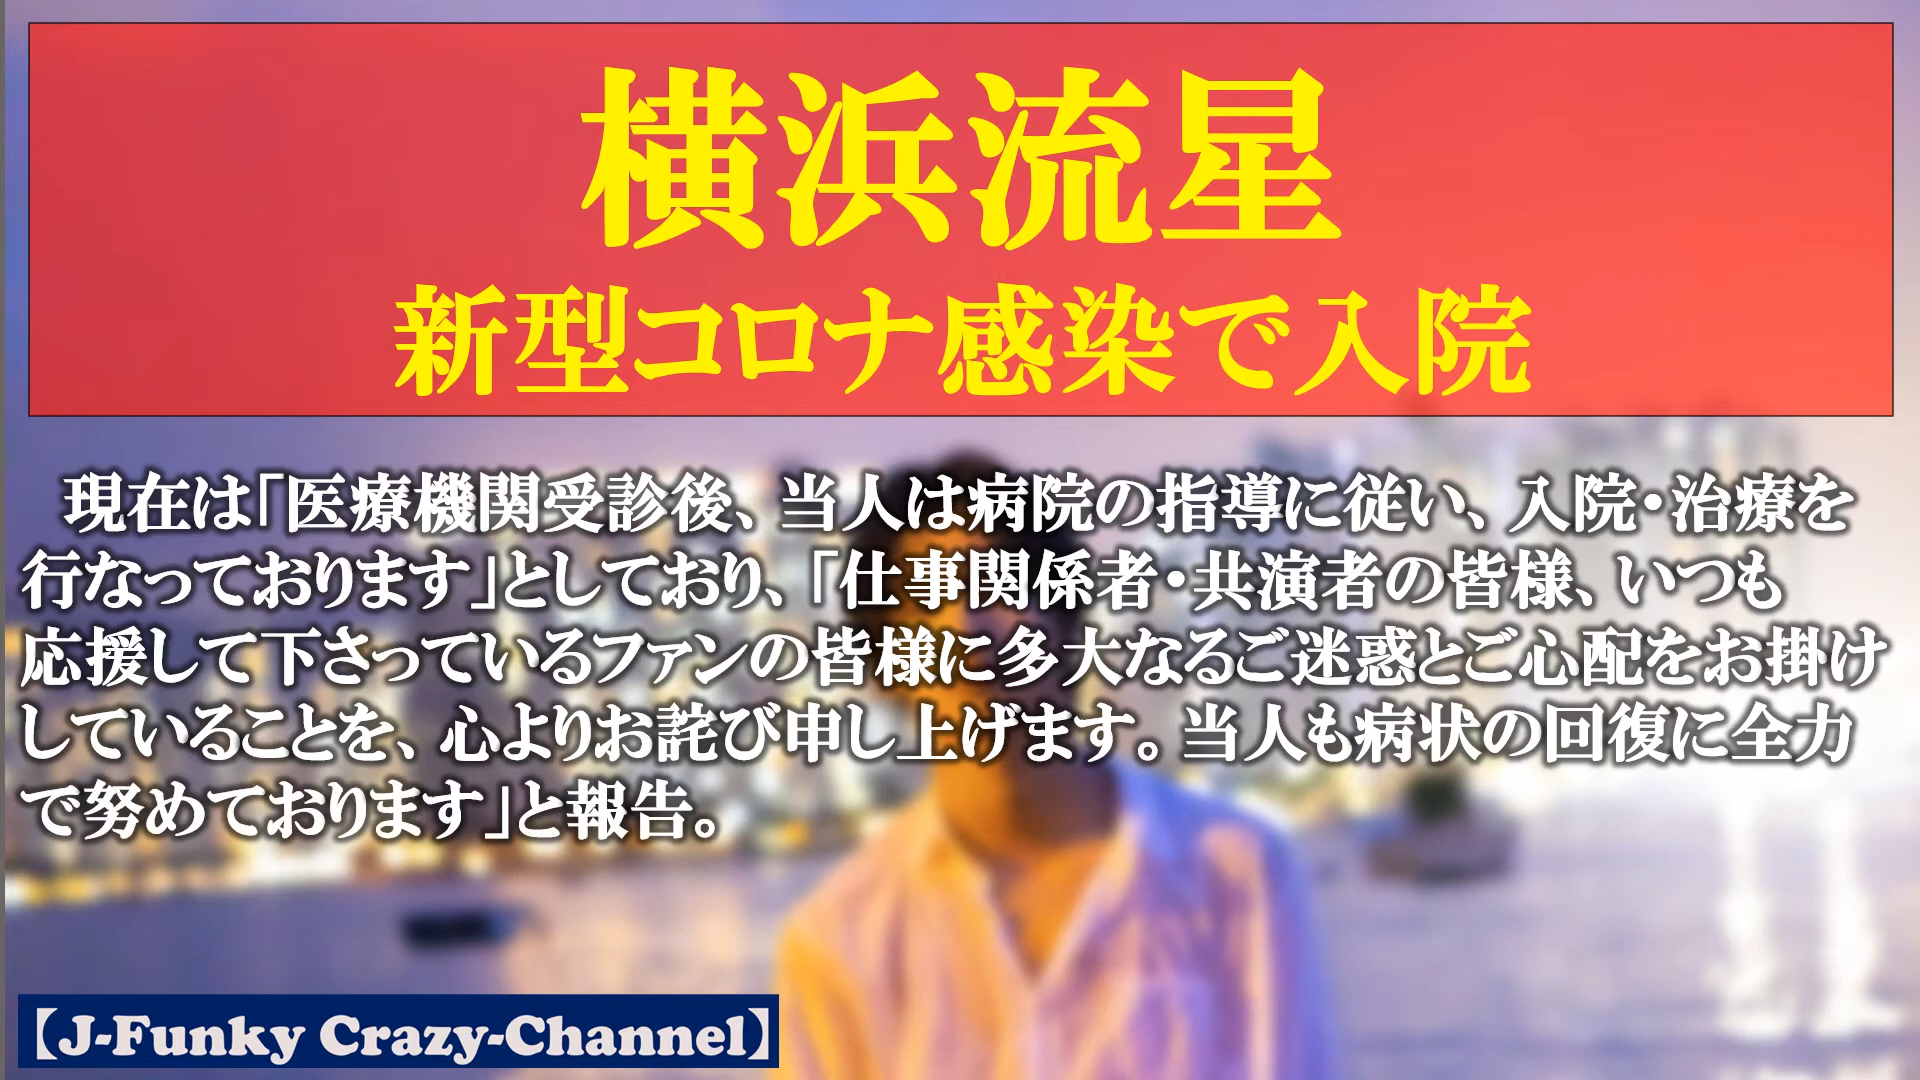 横浜流星
新型コロナ感染で入院
現在は「医療機関受診後、当人は病院の指導に従い、入院・治療を
行なっております」としており、「仕事関係者・共演者の皆様、いつも
応援して下さっているファンの皆様に多大なるご迷惑とご心配をお掛け
していることを、心よりお詫び申し上げます。当人も病状の回復に全力
で努めております」と報告。
【J-Funky Crazy-Channel】